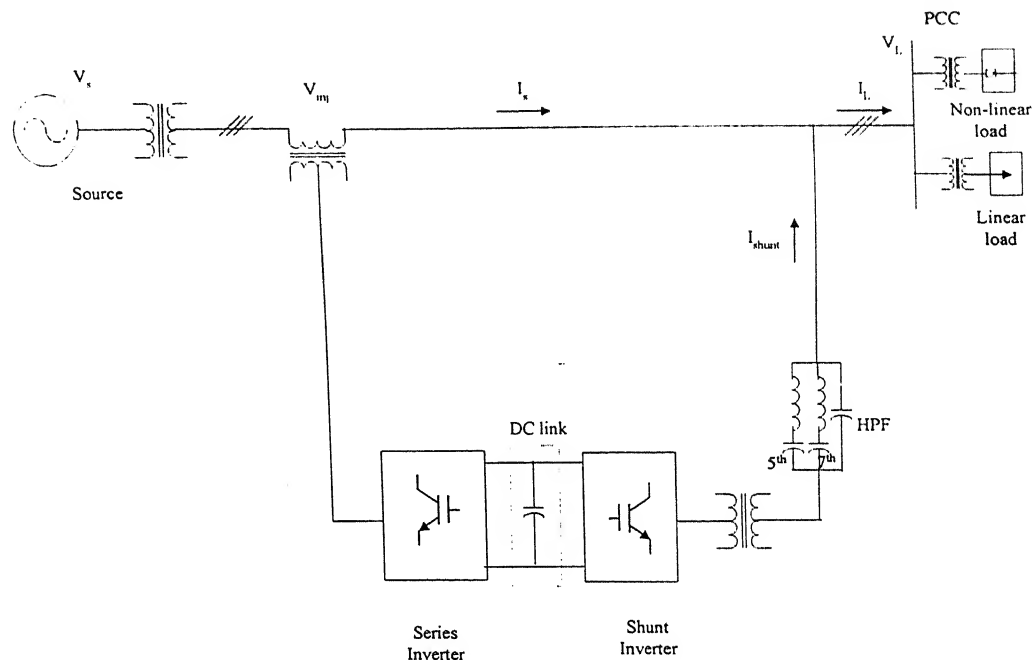 PCC
V_L
V_s
V_inj
I_s
I_L
Non-linear
load
Source
Linear
load
I_shunt
HPF
5th
7th
DC link
Series
Inverter
Shunt
Inverter